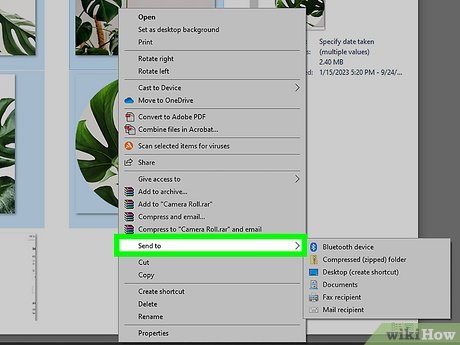 Open
Set as desktop background
Print
Rotate right
Rotate left
Cast to Device
Move to OneDrive
Convert to Adobe PDF
Combine files in Acrobat...
Scan selected items for viruses
Share
Give access to
Add to archive...
Add to "Camera Roll.rar"
Compress and email...
Compress to "Camera Roll.rar" and email
Send to
Cut
Copy
Create shortcut
Delete
Rename
Properties
Bluetooth device
Compressed (zipped) folder
Desktop (create shortcut)
Documents
Fax recipient
Mail recipient
Specify date taken
(multiple values)
2.40 MB
1/15/2023 5:20 PM - 9/24/...
wikiHow